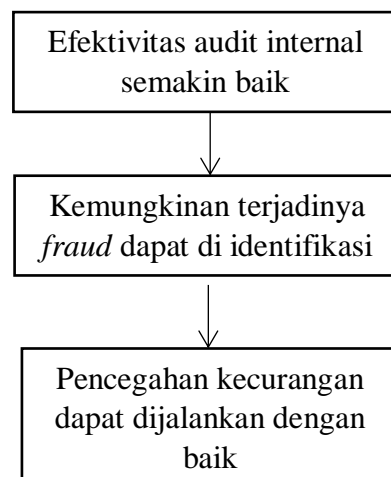 Efektivitas audit internal
semakin baik
Kemungkinan terjadinya
fraud dapat di identifikasi
Pencegahan kecurangan
dapat dijalankan dengan
baik